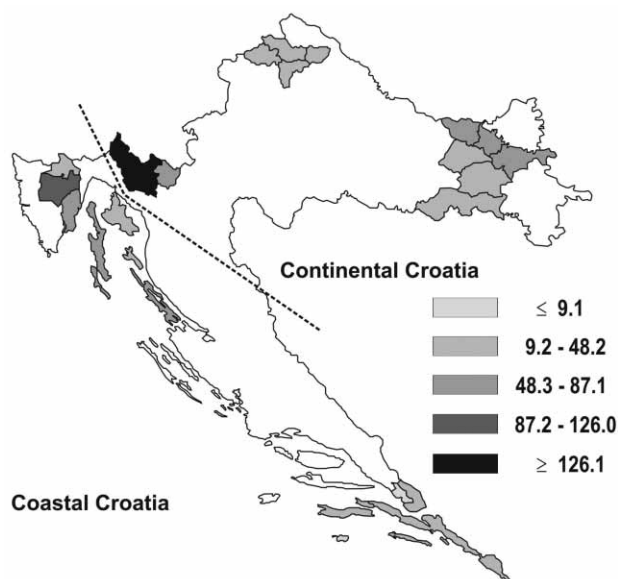 Continental Croatia
≤ 9.1
9.2 - 48.2
48.3 - 87.1
87.2 - 126.0
≥ 126.1
Coastal Croatia